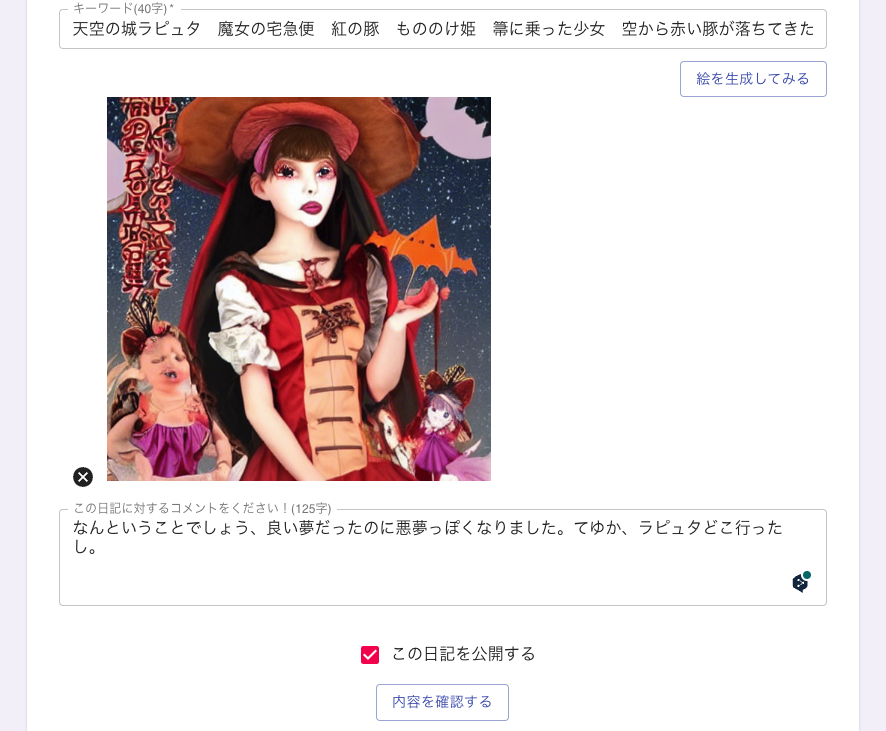 キーワード(40字)*
天空の城ラピュタ　魔女の宅急便　紅の豚　もののけ姫　箒に乗った少女　空から赤い豚が落ちてきた
絵を生成してみる
この日記に対するコメントをください！(125字)
なんということでしょう、良い夢だったのに悪夢っぽくなりました。てゆか、ラピュタどこ行った
し。
この日記を公開する
内容を確認する